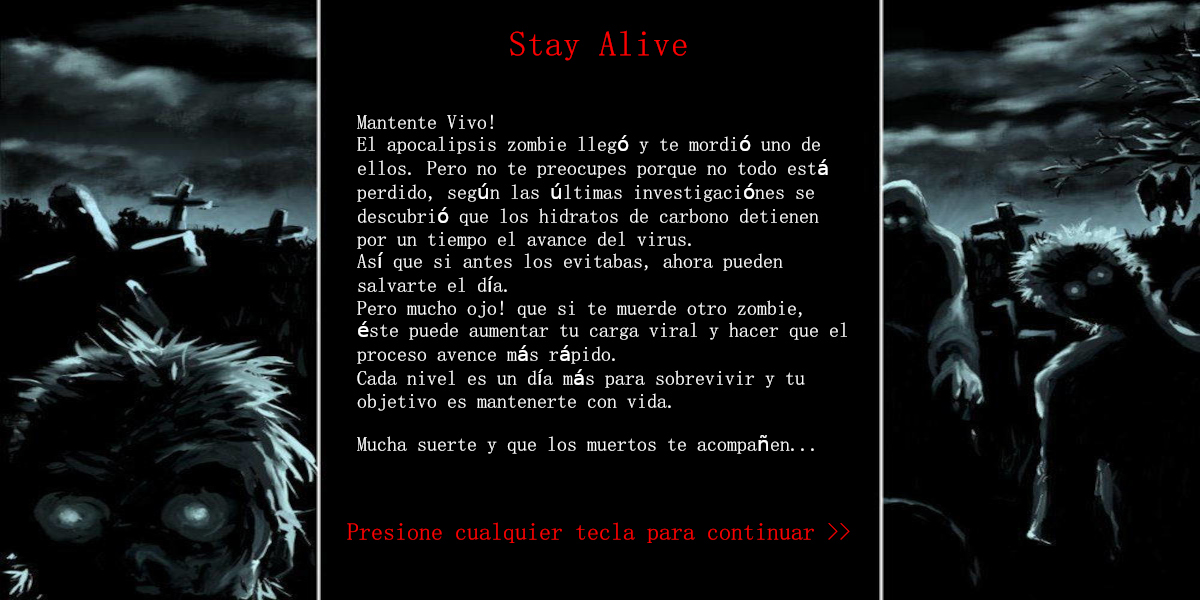 Stay Alive
Mantente Vivo!
El apocalipsis zombie llegó y te mordió uno de
ellos. Pero no te preocupes porque no todo está
perdido, según las últimas investigaciónes se
descubrió que los hidratos de carbono detienen
por un tiempo el avance del virus.
Así que si antes los evitabas, ahora pueden
salvarte el día.
Pero mucho ojo! que si te muerde otro zombie,
éste puede aumentar tu carga viral y hacer que el
proceso avence más rápido.
Cada nivel es un día más para sobrevivir y tu
objetivo es mantenerte con vida.
Mucha suerte y que los muertos te acompañen...
Presione cualquier tecla para continuar >>